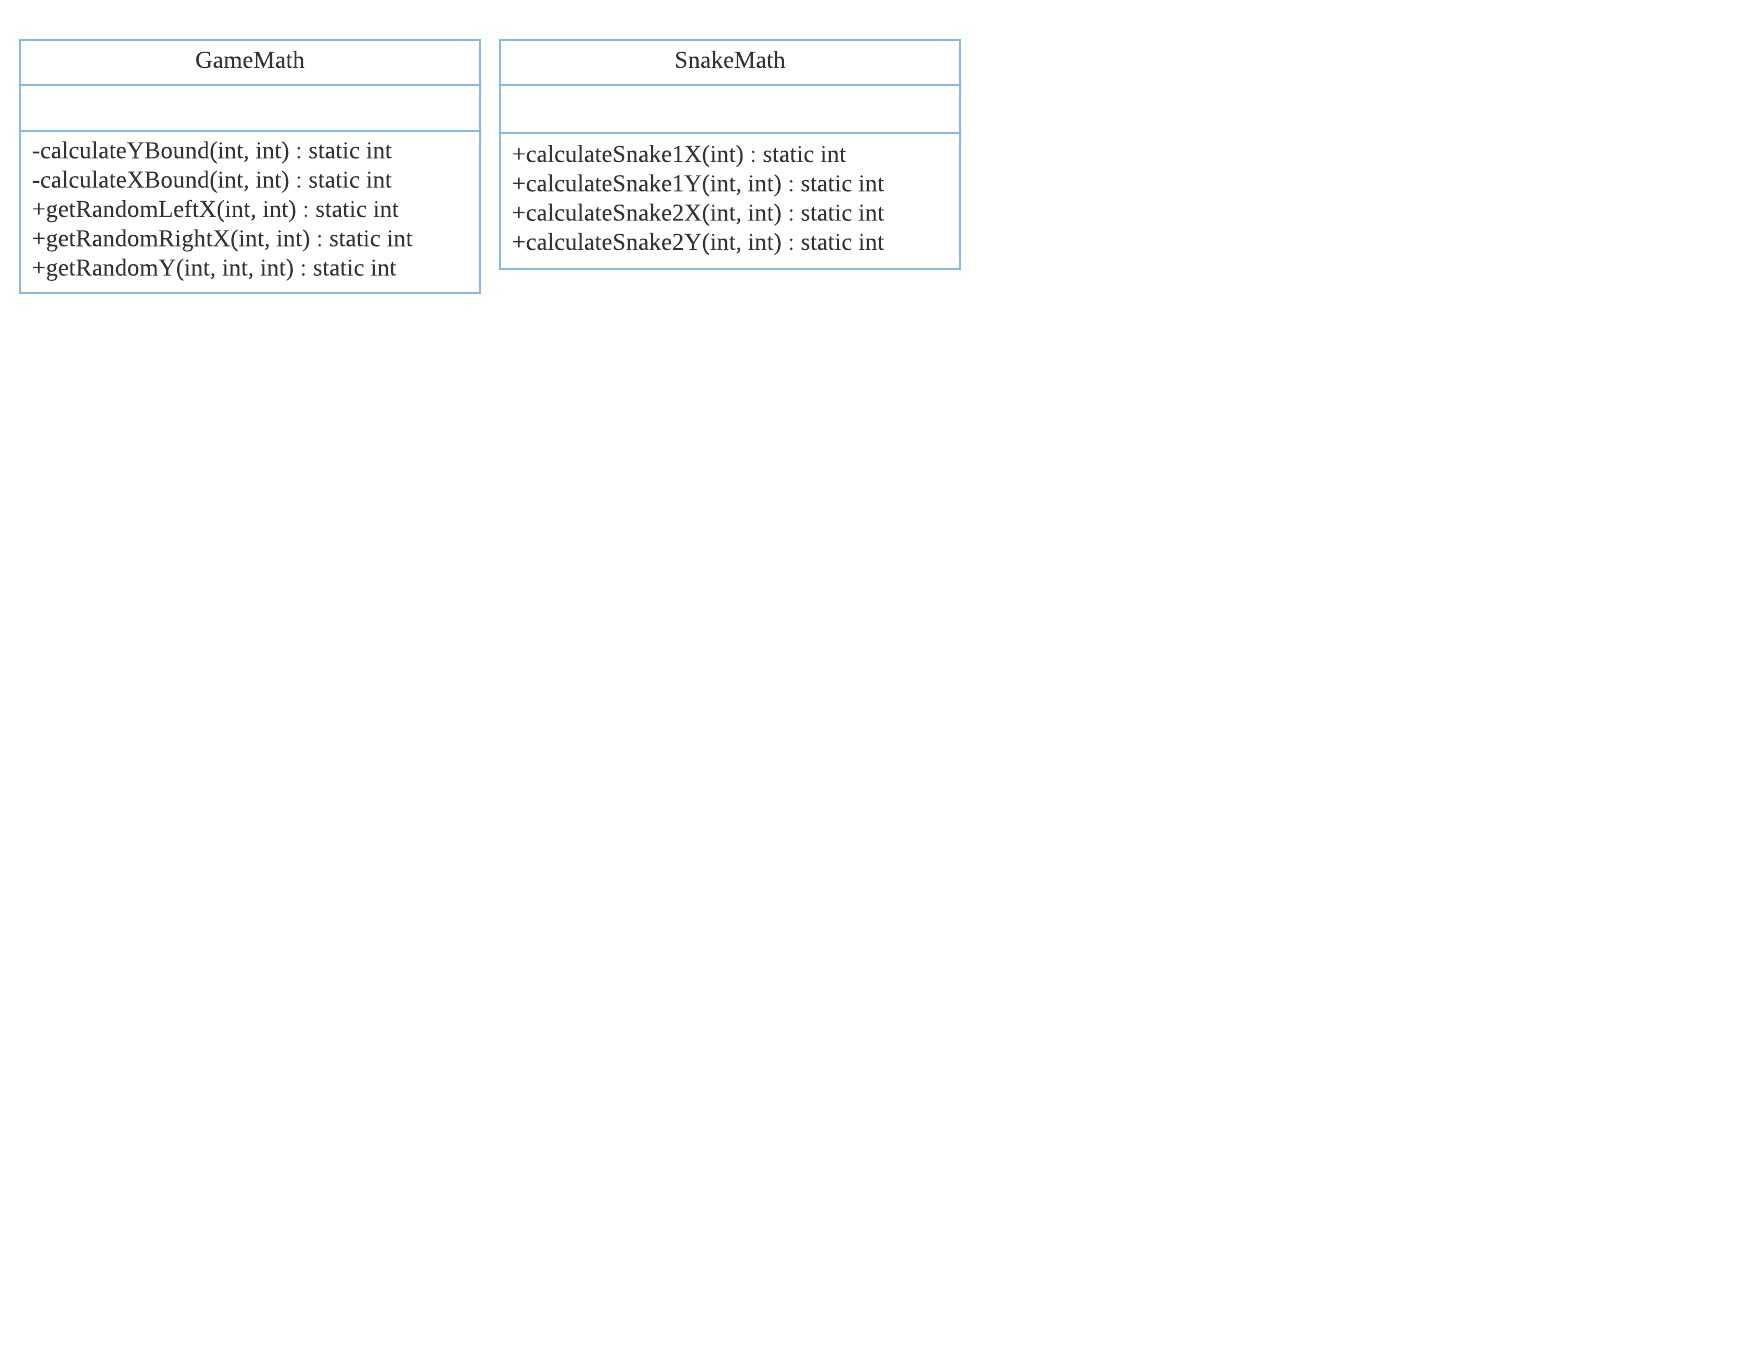 GameMath
-calculateYBound(int, int) : static int
-calculateXBound(int, int) : static int
+getRandomLeftX(int, int) : static int
+getRandomRightX(int, int) : static int
+getRandomY(int, int, int) : static int
SnakeMath
+calculateSnake1X(int) : static int
+calculateSnake1Y(int, int) : static int
+calculateSnake2X(int, int) : static int
+calculateSnake2Y(int, int) : static int